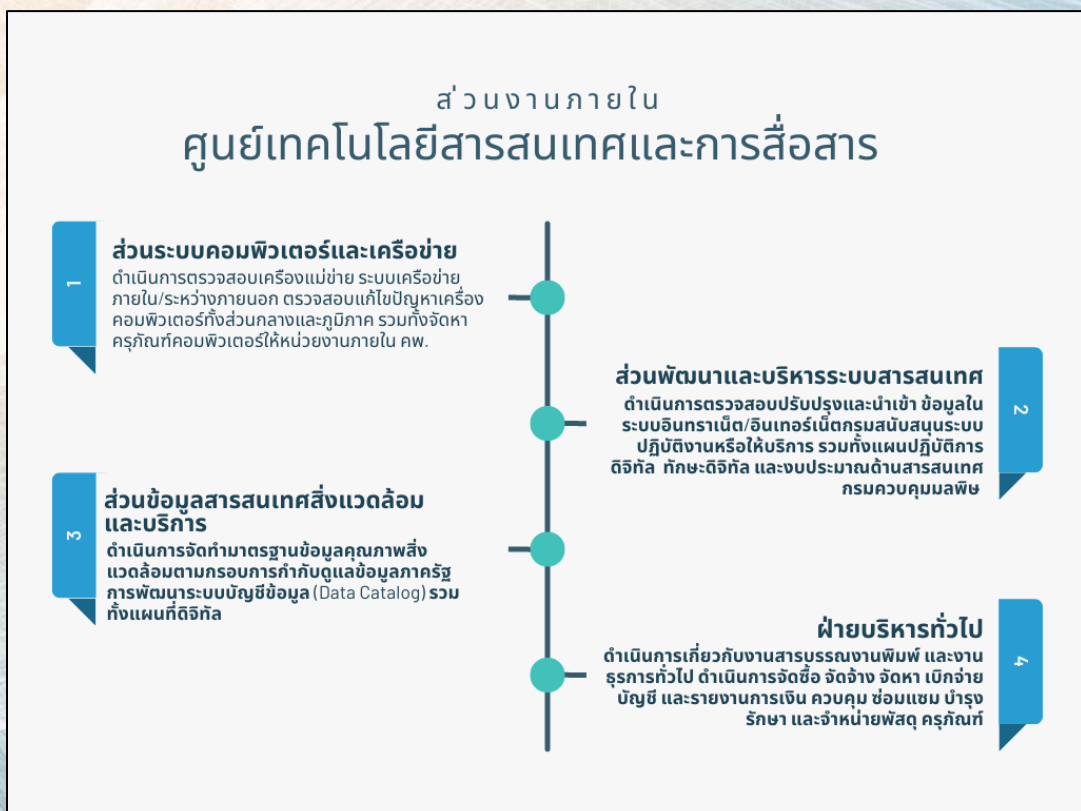 ส่วนงานภายใน
ศูนย์เทคโนโลยีสารสนเทศและการสื่อสาร
1
ส่วนระบบคอมพิวเตอร์และเครือข่าย
ดำเนินการตรวจสอบเครื่องแม่ข่าย ระบบเครือข่าย
ภายใน/ระหว่างภายนอก ตรวจสอบแก้ไขปัญหาเครื่อง
คอมพิวเตอร์ทั้งส่วนกลางและภูมิภาค รวมทั้งจัดหา
ครุภัณฑ์คอมพิวเตอร์ให้หน่วยงานภายใน คพ.
2
ส่วนพัฒนาและบริหารระบบสารสนเทศ
ดำเนินการตรวจสอบปรับปรุงและนำเข้า ข้อมูลใน
ระบบอินทราเน็ต/อินเทอร์เน็ตกรมสนับสนุนระบบ
ปฏิบัติงานหรือให้บริการ รวมทั้งแผนปฏิบัติการ
ดิจิทัล ทักษะดิจิทัล และงบประมาณด้านสารสนเทศ
กรมควบคุมมลพิษ
3
ส่วนข้อมูลสารสนเทศสิ่งแวดล้อม
และบริการ
ดำเนินการจัดทำมาตรฐานข้อมูลคุณภาพสิ่ง
แวดล้อมตามกรอบการกำกับดูแลข้อมูลภาครัฐ
การพัฒนาระบบบัญชีข้อมูล (Data Catalog) รวม
ทั้งแผนที่ดิจิทัล
4
ฝ่ายบริหารทั่วไป
ดำเนินการเกี่ยวกับงานสารบรรณงานพิมพ์ และงาน
ธุรการทั่วไป ดำเนินการจัดซื้อ จัดจ้าง จัดหา เบิกจ่าย
บัญชี และรายงานการเงิน ควบคุม ซ่อมแซม บำรุง
รักษา และจำหน่ายพัสดุ ครุภัณฑ์